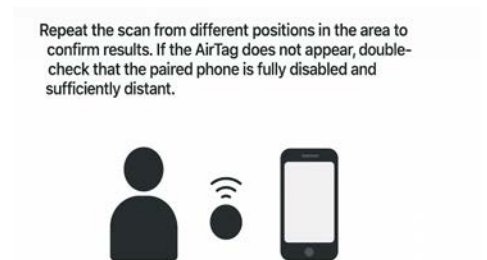 Repeat the scan from different positions in the area to
confirm results. If the AirTag does not appear, double-
check that the paired phone is fully disabled and
sufficiently distant.